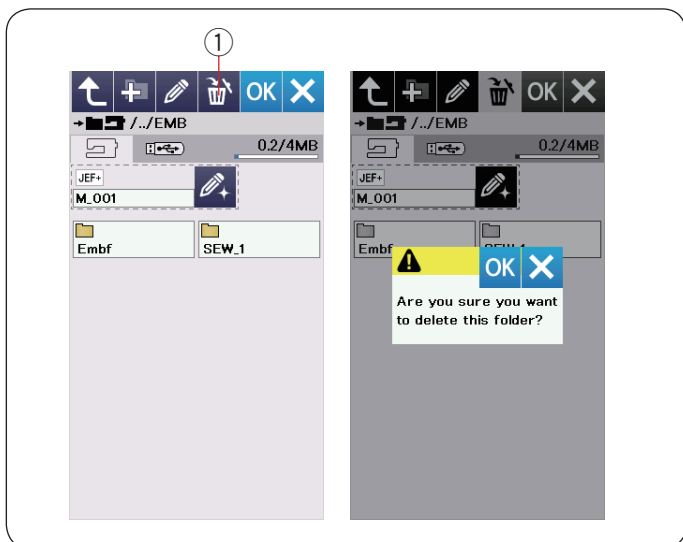 1
OK
/../EMB
0.2/4MB
JEF+
M_001
Embf
SEW_1
OK
/../EMB
0.2/4MB
JEF+
M_001
Embf
SEW_1
OK
Are you sure you want
to delete this folder?